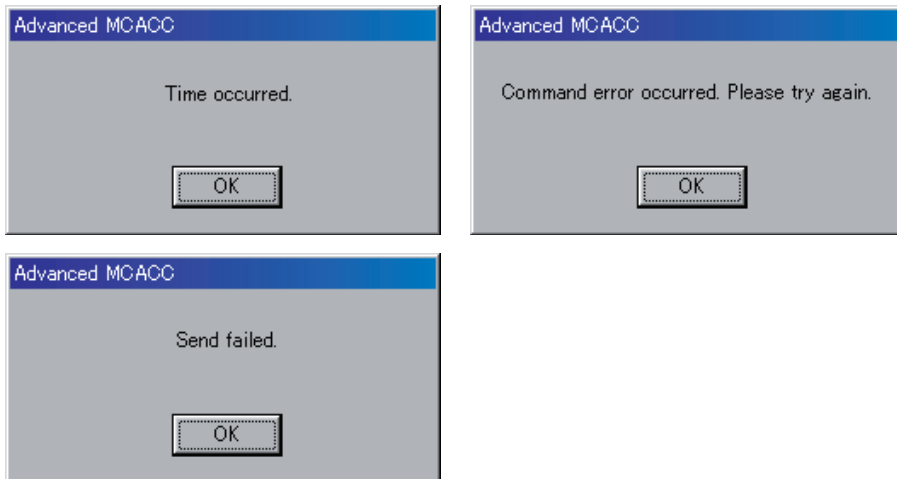 Advanced MCACC
Time occurred.
OK
Advanced MCACC
Command error occurred. Please try again.
OK
Advanced MCACC
Send failed.
OK